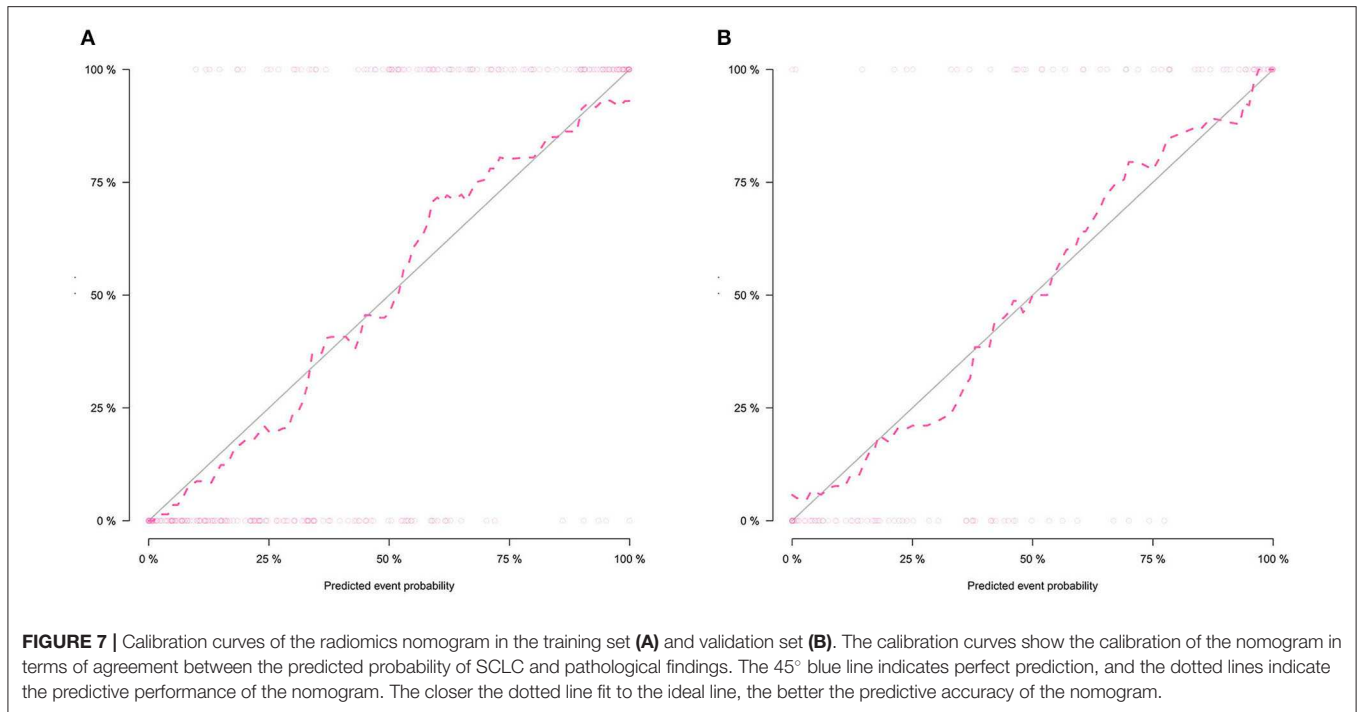 A
B
100 %
75 %
50 %
25 %
0 %
0 %
25 %
50 %
75 %
100 %
Predicted event probability
100 %
75 %
50 %
25 %
0 %
0 %
25 %
50 %
75 %
100 %
Predicted event probability
FIGURE 7 | Calibration curves of the radiomics nomogram in the training set (A) and validation set (B). The calibration curves show the calibration of the nomogram in
terms of agreement between the predicted probability of SCLC and pathological findings. The 45° blue line indicates perfect prediction, and the dotted lines indicate
the predictive performance of the nomogram. The closer the dotted line fit to the ideal line, the better the predictive accuracy of the nomogram.